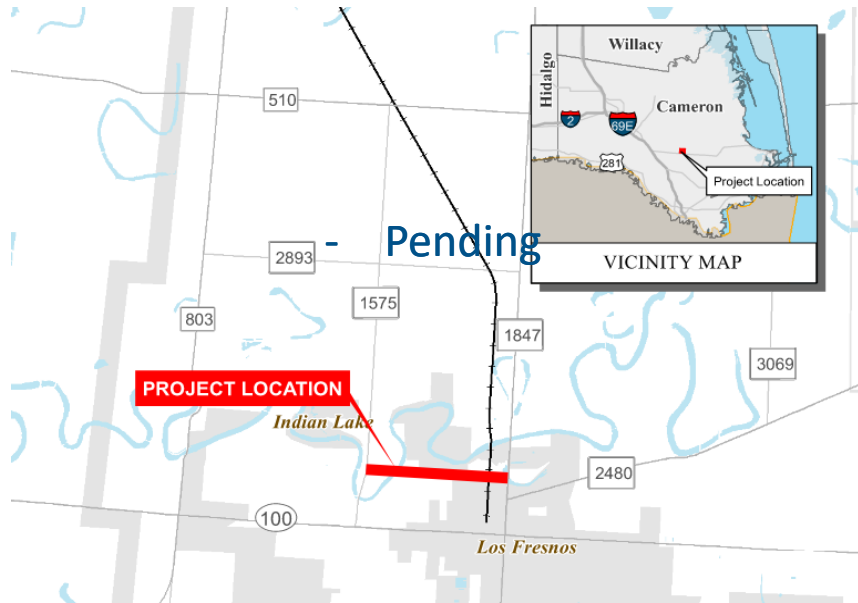 Willacy
Hidalgo
Cameron
2
69E
281
Project Location
VICINITY MAP
510
- Pending
2893
1575
803
1847
3069
PROJECT LOCATION
Indian Lake
2480
100
Los Fresnos